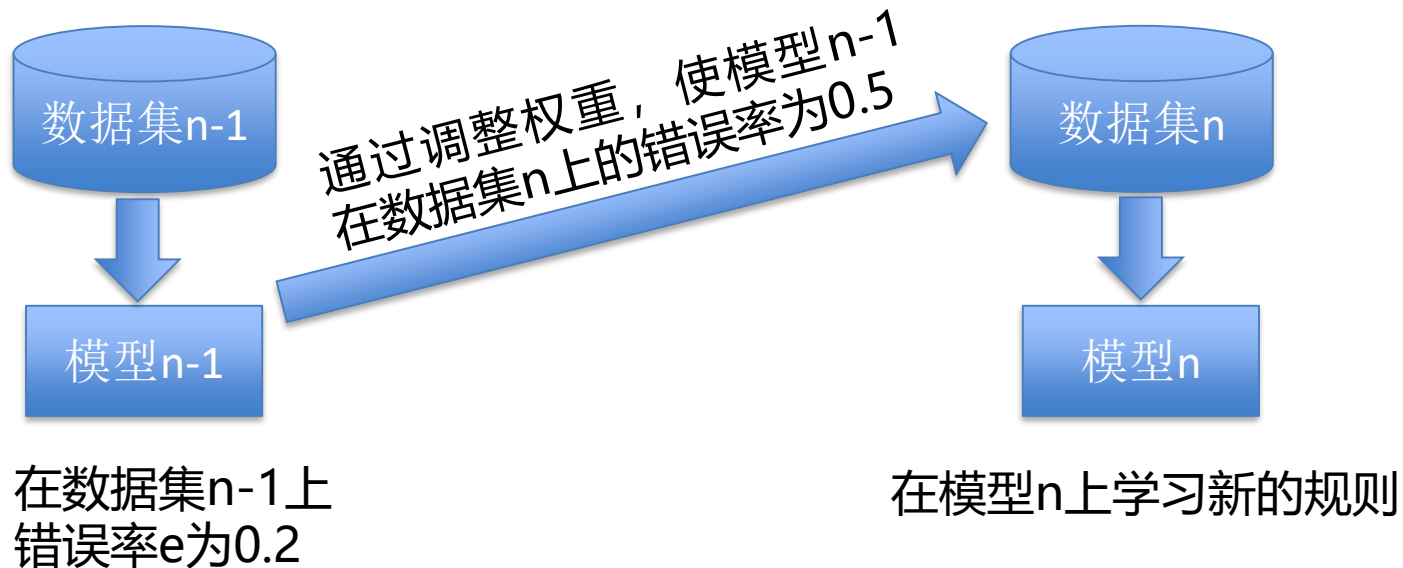 数据集n-1
通过调整权重，使模型n-1
在数据集n上的错误率为0.5
数据集n
模型n-1
模型n
在数据集n-1上
错误率e为0.2
在模型n上学习新的规则